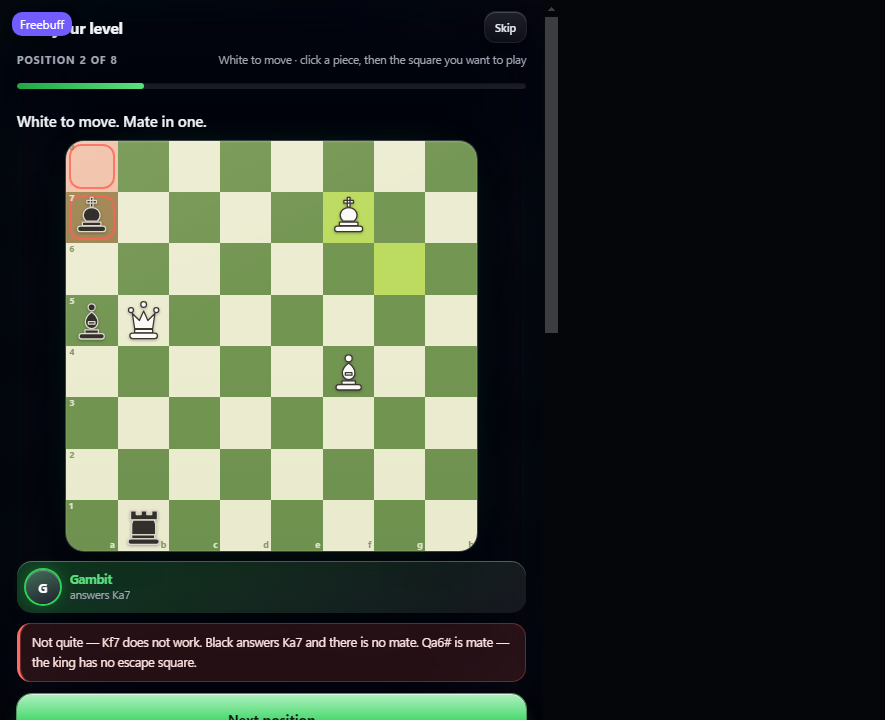 Freebuff
ur level
Skip
POSITION 2 OF 8
White to move · click a piece, then the square you want to play
White to move. Mate in one.
7
6
5
4
3
2
1
a b c d e f g h
G
Gambit
answers Ka7
Not quite — Kf7 does not work. Black answers Ka7 and there is no mate. Qa6# is mate —
the king has no escape square.
Next position